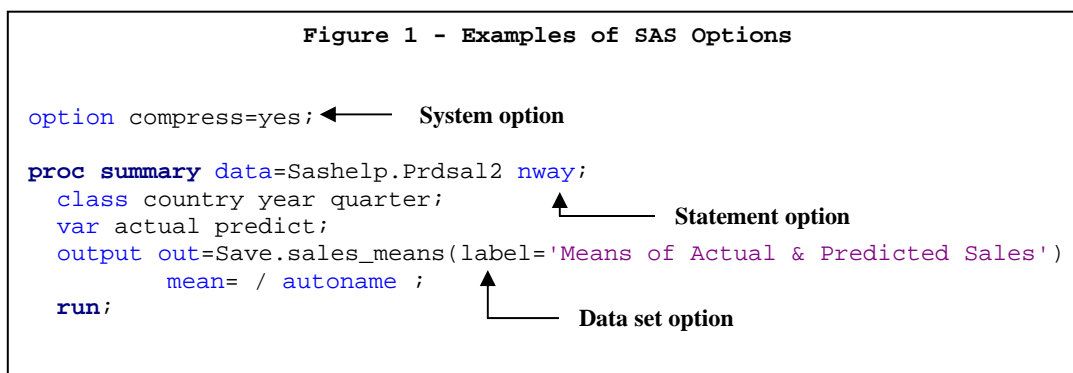 Figure 1 - Examples of SAS Options
option compress=yes; System option
proc summary data=Sashelp.Prdsal2 nway;
class country year quarter;
Statement option
var actual predict;
output out=Save.sales_means(label='Means of Actual & Predicted Sales')
mean= / autoname ;
run;
Data set option